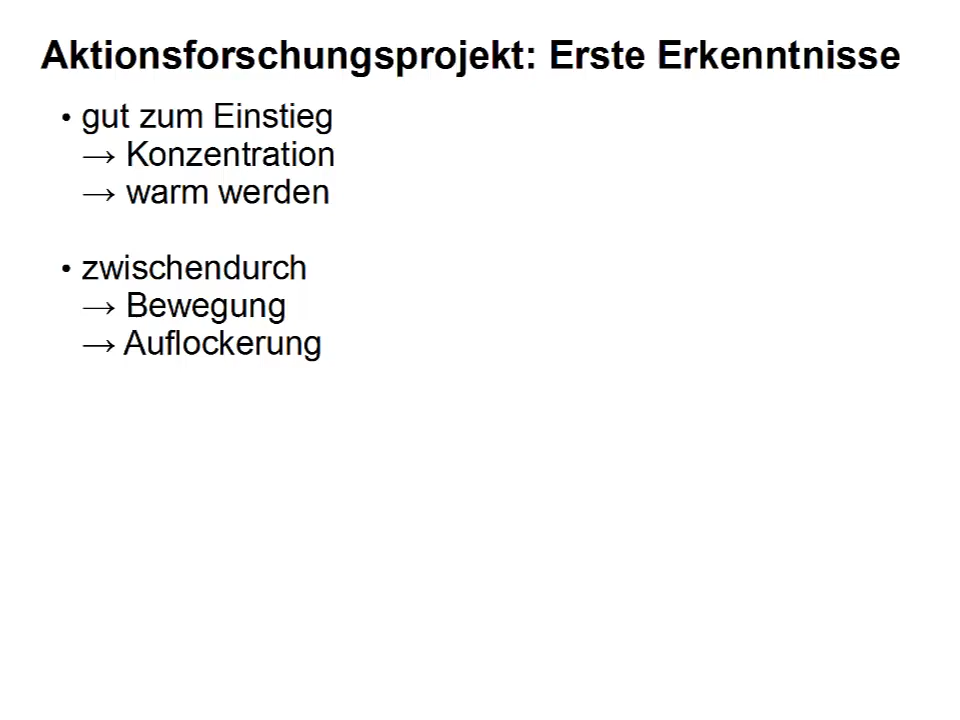 Aktionsforschungsprojekt: Erste Erkenntnisse
• gut zum Einstieg
→ Konzentration
→ warm werden
• zwischendurch
→ Bewegung
→ Auflockerung